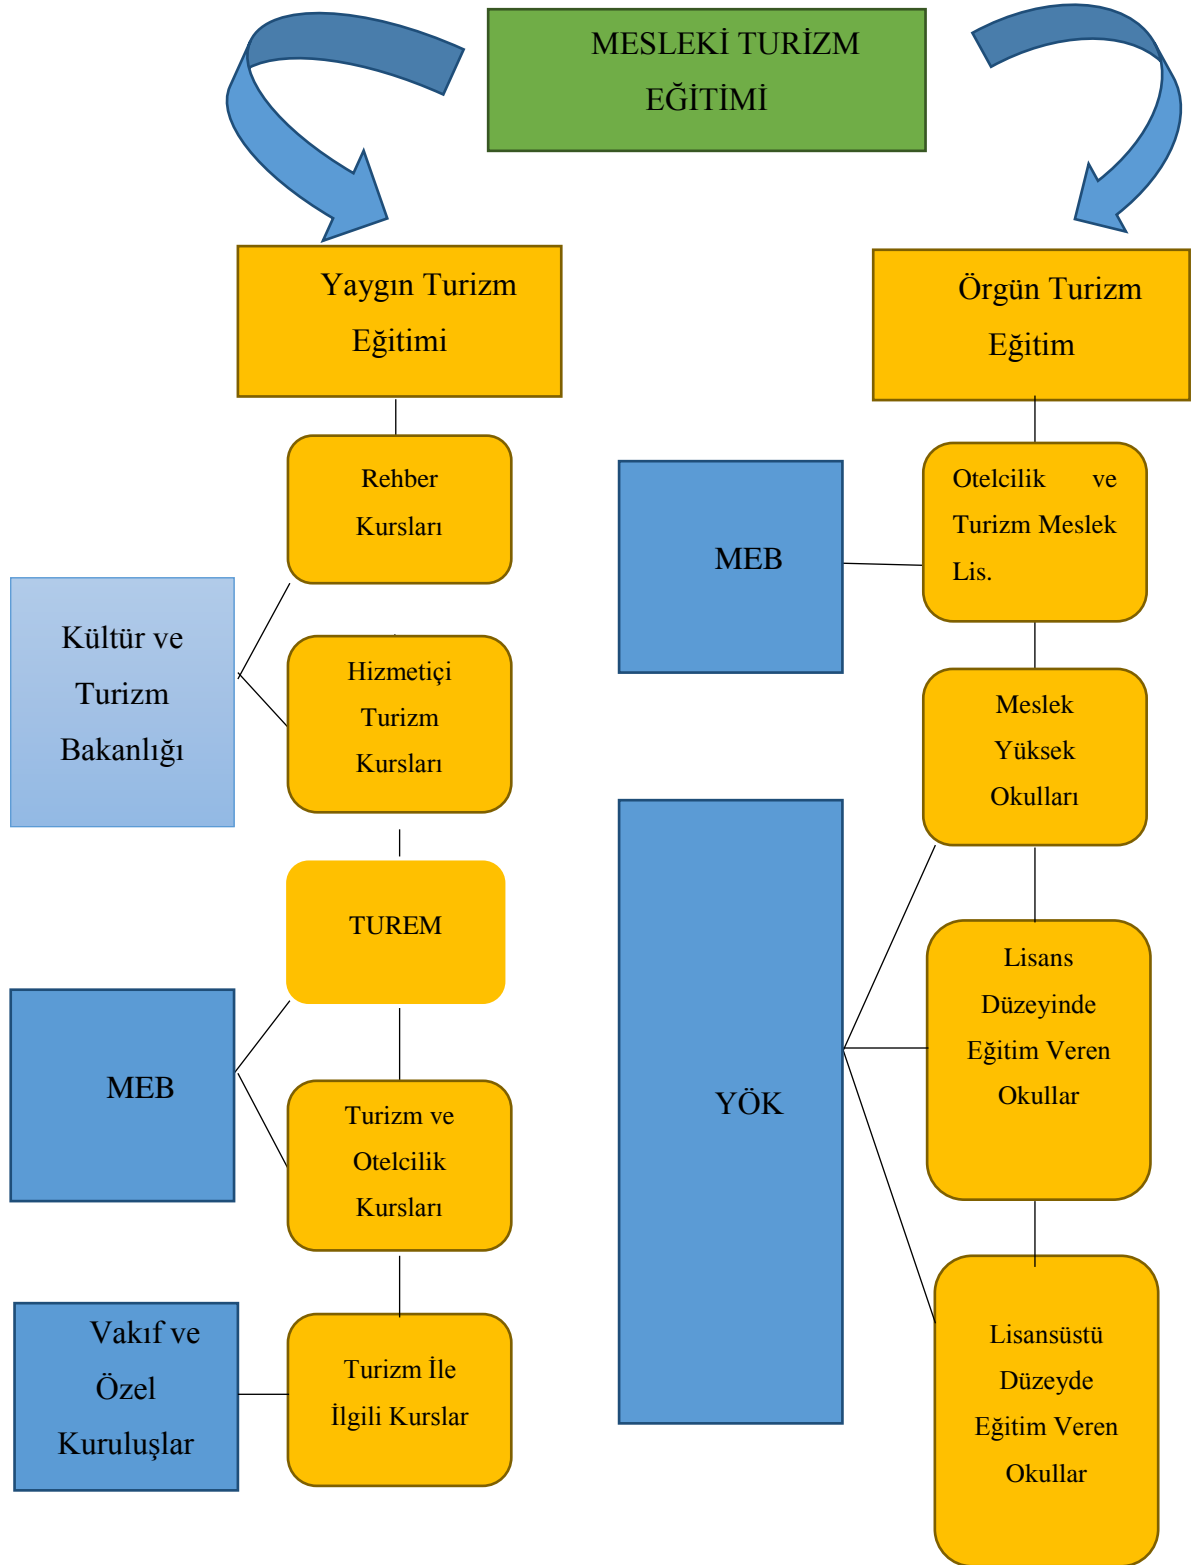 MESLEKİ TURİZM
EĞİTİMİ
Yaygın Turizm
Eğitimi
Rehber
Kursları
Kültür ve
Turizm
Bakanlığı
Hizmetiçi
Turizm
Kursları
TUREM
MEB
Turizm ve
Otelcilik
Kursları
Vakıf ve
Özel
Kuruluşlar
Turizm İle
İlgili Kurslar
Örgün Turizm
Eğitim
MEB
Otelcilik ve
Turizm Meslek
Lis.
Meslek
Yüksek
Okulları
YÖK
Lisans
Düzeyinde
Eğitim Veren
Okullar
Lisansüstü
Düzeyde
Eğitim Veren
Okullar